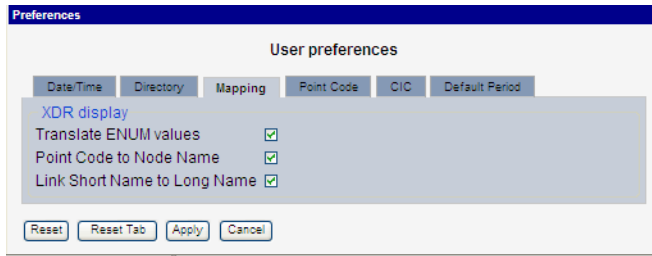 Preferences
User preferences
Date/Time Directory Mapping Point Code CIC Default Period
XDR display
Translate ENUM values
Point Code to Node Name
Link Short Name to Long Name
Reset Reset Tab Apply Cancel